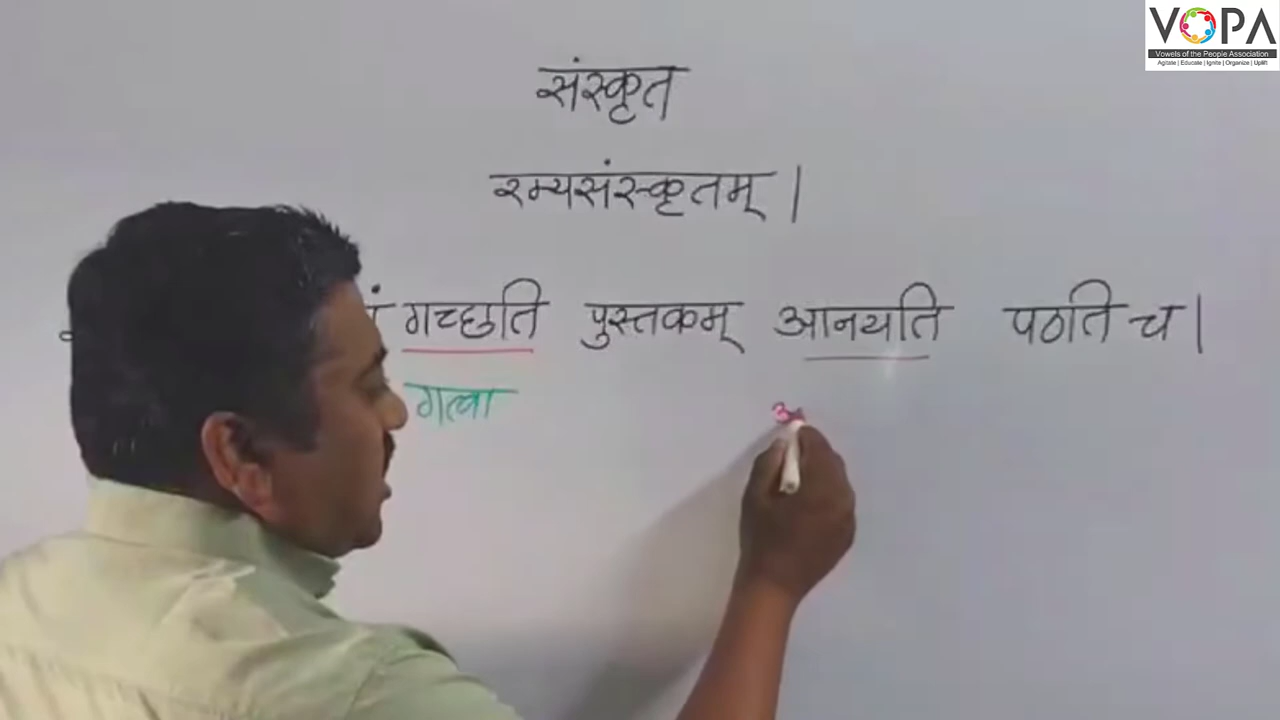 VOPA
Vowels of the People Association
Agitate | Educate | Ignite | Organize | Uplift
संस्कृत
रम्यसंस्कृतम् |
गच्छति पुस्तकम् आनयति पठति च |
गत्वा